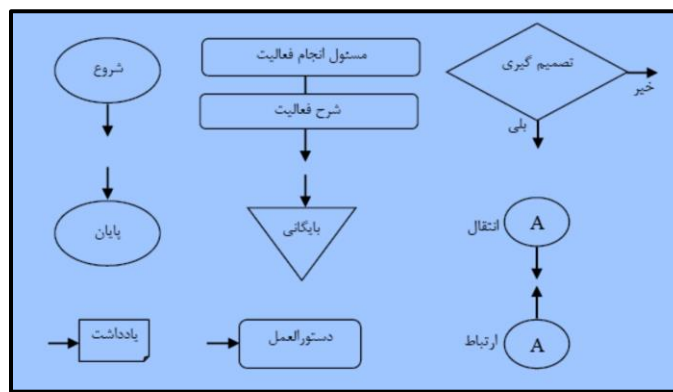 شروع
مسئول انجام فعالیت
شرح فعالیت
تصمیم گیری
خیر
بلی
پایان
بایگانی
انتقال
A
یادداشت
دستورالعمل
ارتباط
A